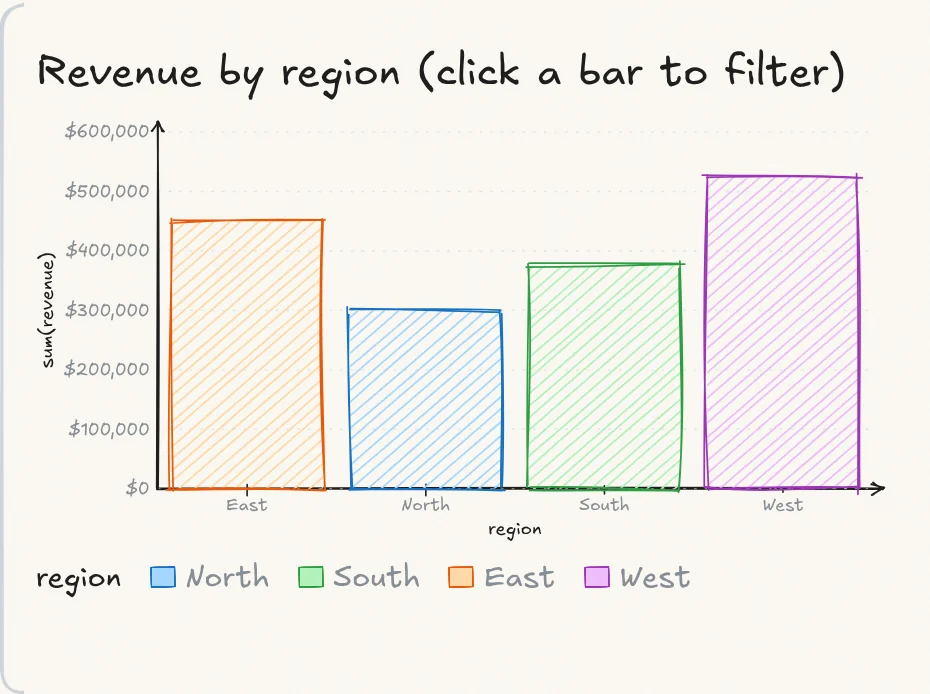 Revenue by region (click a bar to filter)
$600,000
$500,000
$400,000
$300,000
$200,000
$100,000
$0
sum(revenue)
East North South West
region
region North South East West